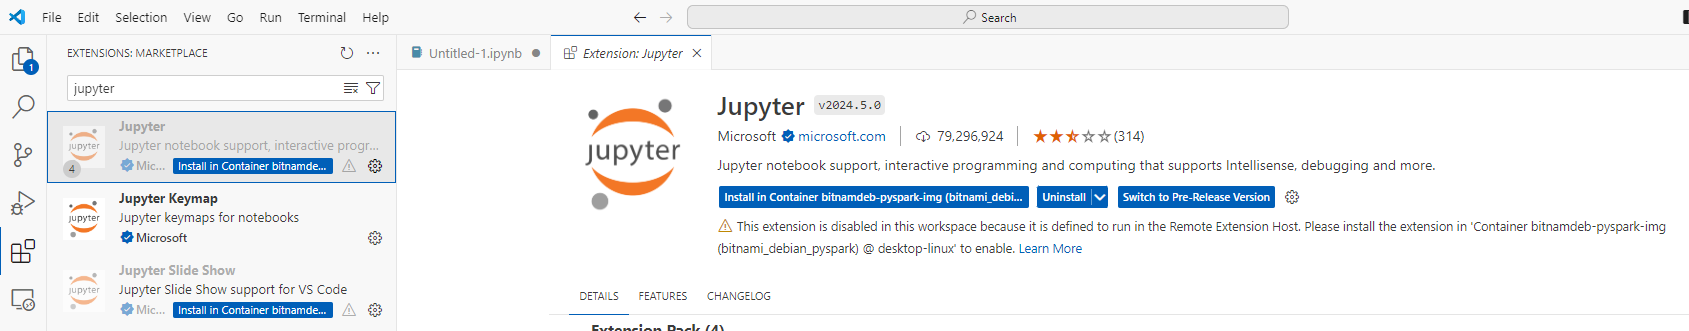 File Edit Selection View Go Run Terminal Help
Search
1
EXTENSIONS: MARKETPLACE
jupyter
jupyter
4
Jupyter
Jupyter notebook support, interactive progr...
Mic... Install in Container bitnamde...
jupyter
Jupyter Keymap
Jupyter keymaps for notebooks
Microsoft
jupyter
Jupyter Slide Show
Jupyter Slide Show support for VS Code
Mic... Install in Container bitnamde...
Untitled-1.ipynb
Extension: Jupyter
jupyter
Jupyter v2024.5.0
Microsoft microsoft.com 79,296,924 (314)
Jupyter notebook support, interactive programming and computing that supports Intellisense, debugging and more.
Install in Container bitnamdeb-pyspark-img (bitnami_debi... Uninstall Switch to Pre-Release Version
This extension is disabled in this workspace because it is defined to run in the Remote Extension Host. Please install the extension in 'Container bitnamdeb-pyspark-img
(bitnami_debian_pyspark) @ desktop-linux' to enable. Learn More
DETAILS FEATURES CHANGELOG
Extension Pack (4)